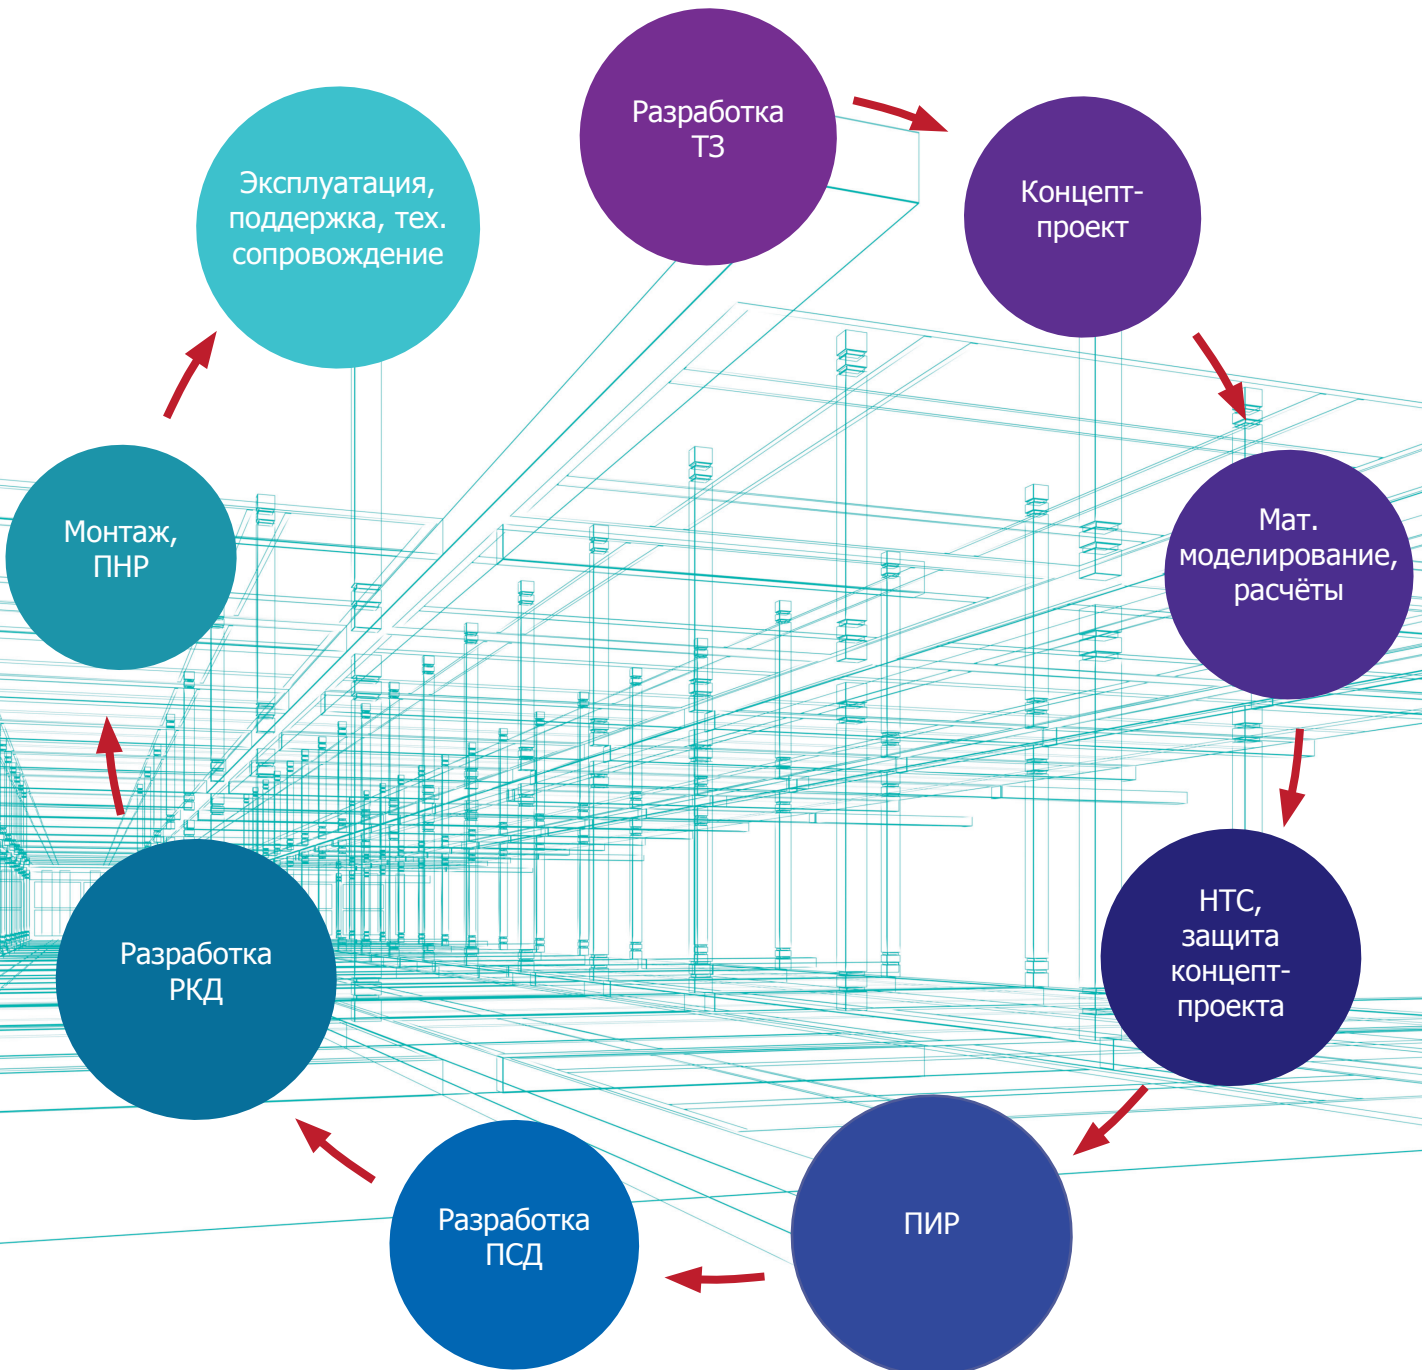 Разработка
ТЗ
Концепт-
проект
Мат.
моделирование,
расчёты
НТС,
защита
концепт-
проекта
ПИР
Разработка
ПСД
Разработка
РКД
Монтаж,
ПНР
Эксплуатация,
поддержка, тех.
сопровождение